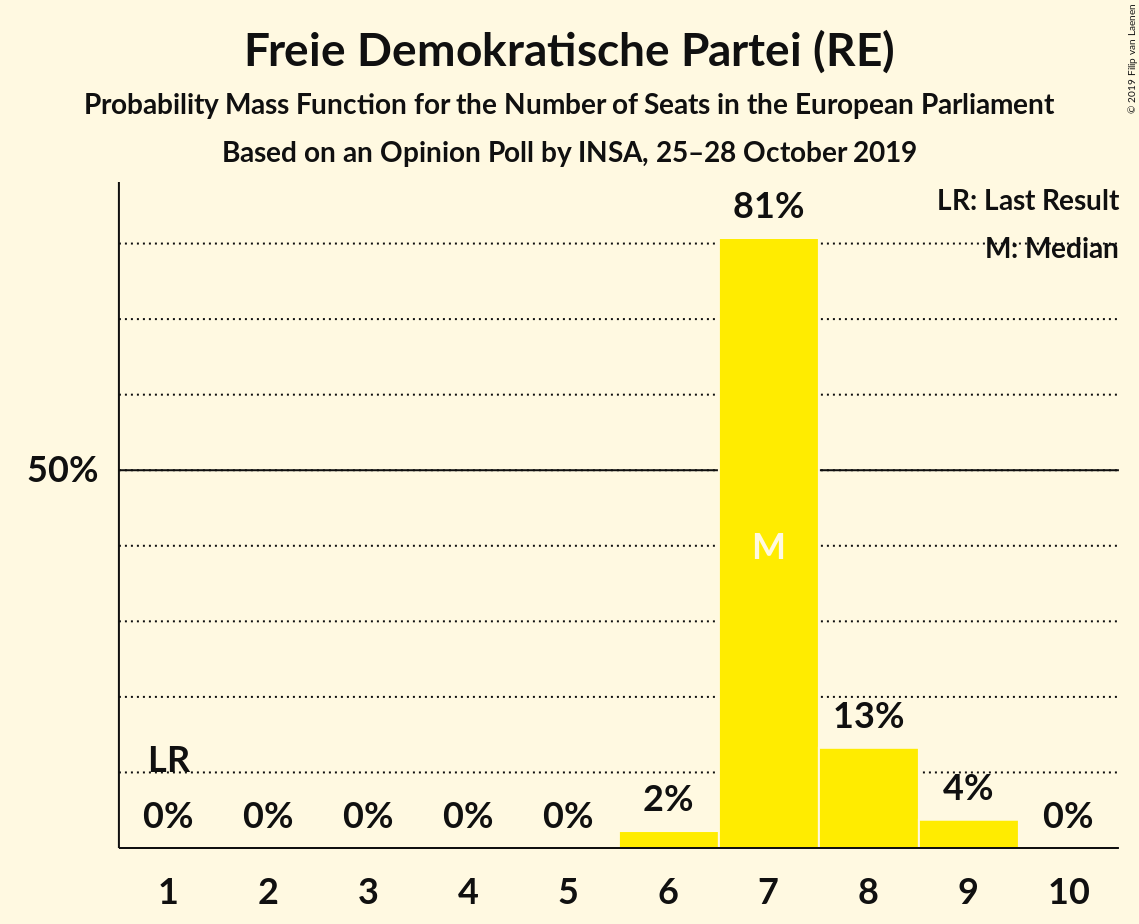 Freie Demokratische Partei (RE)
Probability Mass Function for the Number of Seats in the European Parliament
Based on an Opinion Poll by INSA, 25–28 October 2019
© 2019 Filip van Laenen
LR: Last Result
M: Median
81%
50%
M
13%
LR
4%
2%
0% 0% 0% 0% 0% 0%
1 2 3 4 5 6 7 8 9 10